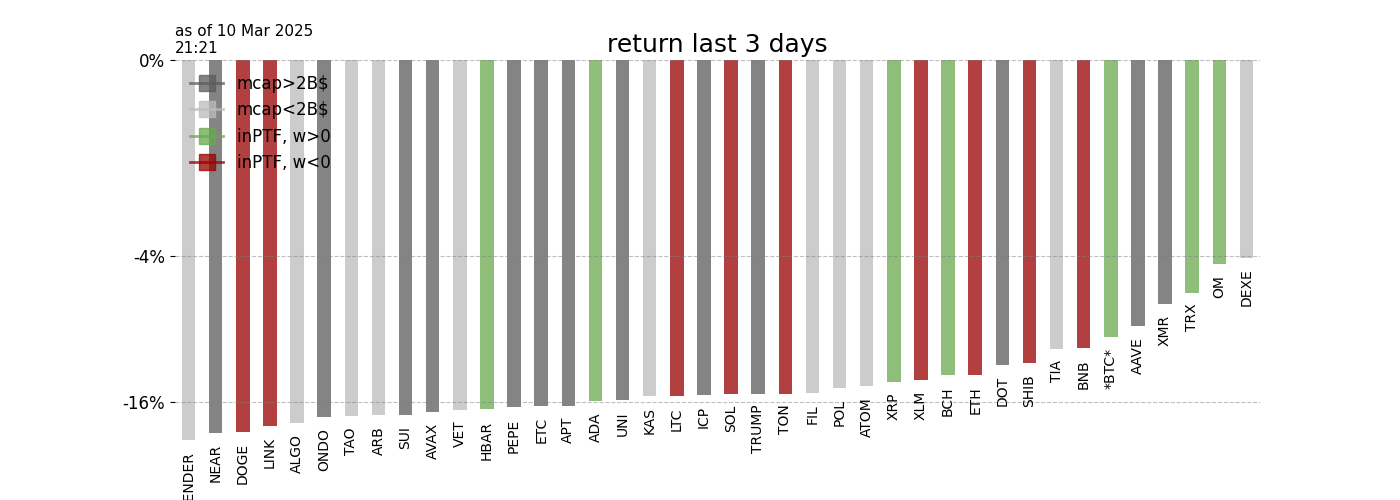 as of 10 Mar 2025
21:21
return last 3 days
0%
mcap>2B$
mcap<2B$
inPTF, w>0
inPTF, w<0
-4%
-16%
ENDER
NEAR
DOGE
LINK
ALGO
ONDO
TAO
ARB
SUI
AVAX
VET
HBAR
PEPE
ETC
APT
ADA
UNI
KAS
LTC
ICP
SOL
TRUMP
TON
FIL
POL
ATOM
XRP
XLM
BCH
ETH
DOT
SHIB
TIA
BNB
*BTC*
AAVE
XMR
TRX
OM
DEXE